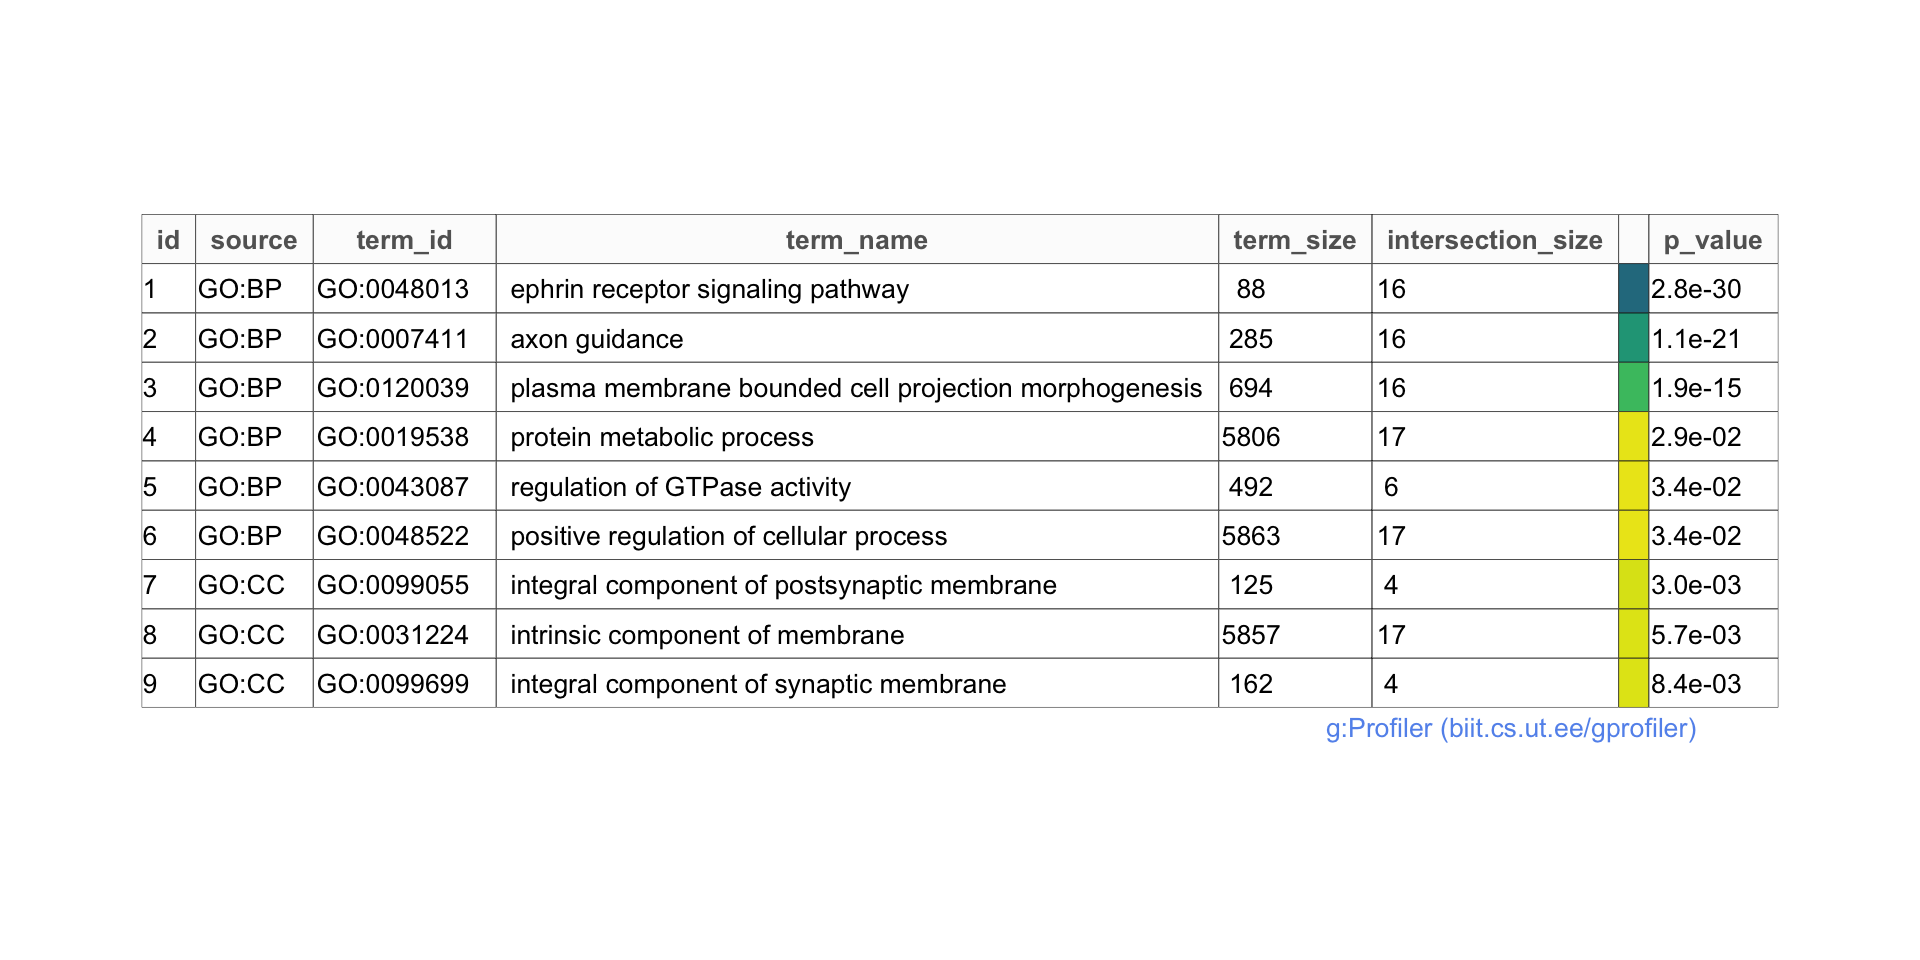 id source term_id term_name term_size intersection_size p_value
1 GO:BP GO:0048013 ephrin receptor signaling pathway 88 16 2.8e-30
2 GO:BP GO:0007411 axon guidance 285 16 1.1e-21
3 GO:BP GO:0120039 plasma membrane bounded cell projection morphogenesis 694 16 1.9e-15
4 GO:BP GO:0019538 protein metabolic process 5806 17 2.9e-02
5 GO:BP GO:0043087 regulation of GTPase activity 492 6 3.4e-02
6 GO:BP GO:0048522 positive regulation of cellular process 5863 17 3.4e-02
7 GO:CC GO:0099055 integral component of postsynaptic membrane 125 4 3.0e-03
8 GO:CC GO:0031224 intrinsic component of membrane 5857 17 5.7e-03
9 GO:CC GO:0099699 integral component of synaptic membrane 162 4 8.4e-03
g:Profiler (biit.cs.ut.ee/gprofiler)